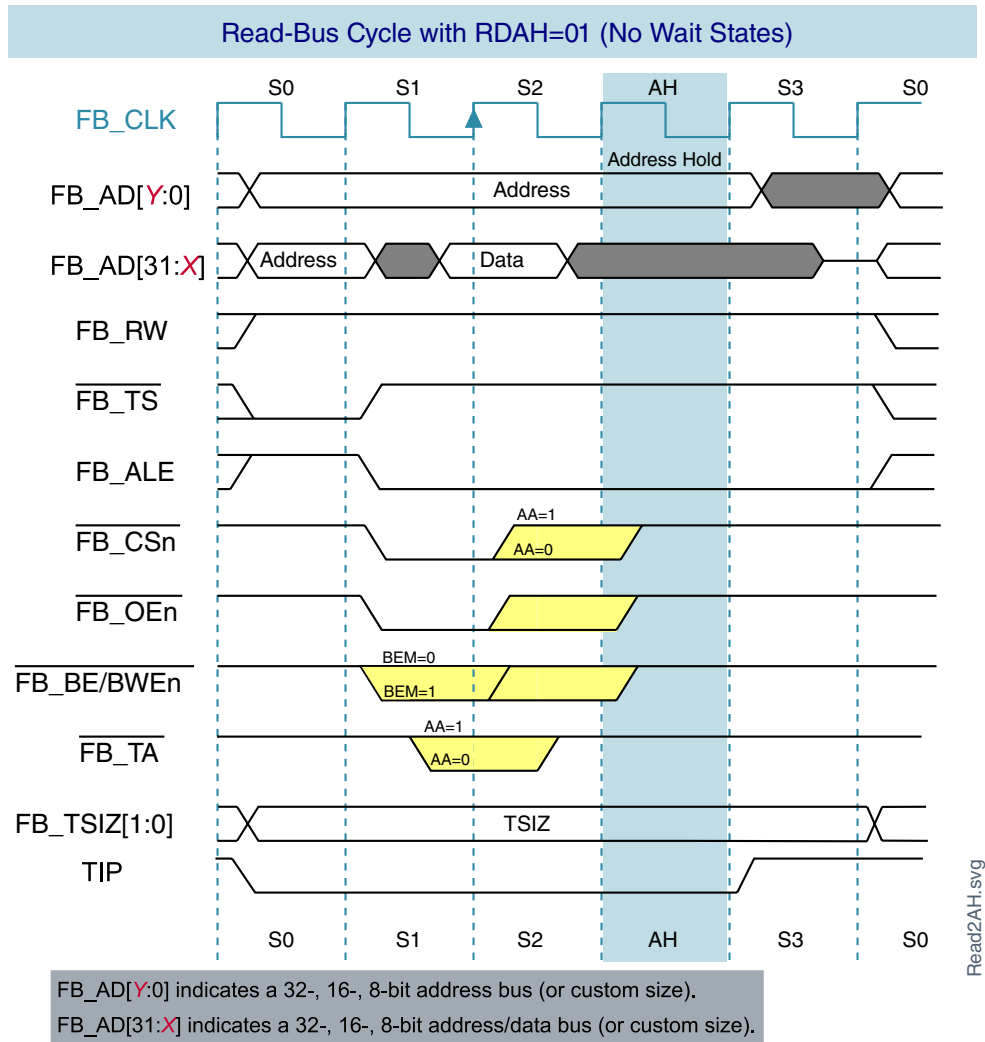 Read-Bus Cycle with RDAH=01 (No Wait States)
S0 S1 S2 AH S3 S0
FB_CLK
Address Hold
FB_AD[Y:0] Address
FB_AD[31:X] Address Data
FB_RW
FB_TS
FB_ALE
AA=1
FB_CSn
AA=0
FB_OEn
BEM=0
FB_BE/BWEn
BEM=1
AA=1
FB_TA
AA=0
FB_TSIZ[1:0] TSIZ
TIP
S0 S1 S2 AH S3 S0
FB_AD[Y:0] indicates a 32-, 16-, 8-bit address bus (or custom size).
FB_AD[31:X] indicates a 32-, 16-, 8-bit address/data bus (or custom size).
Read2AH.svg